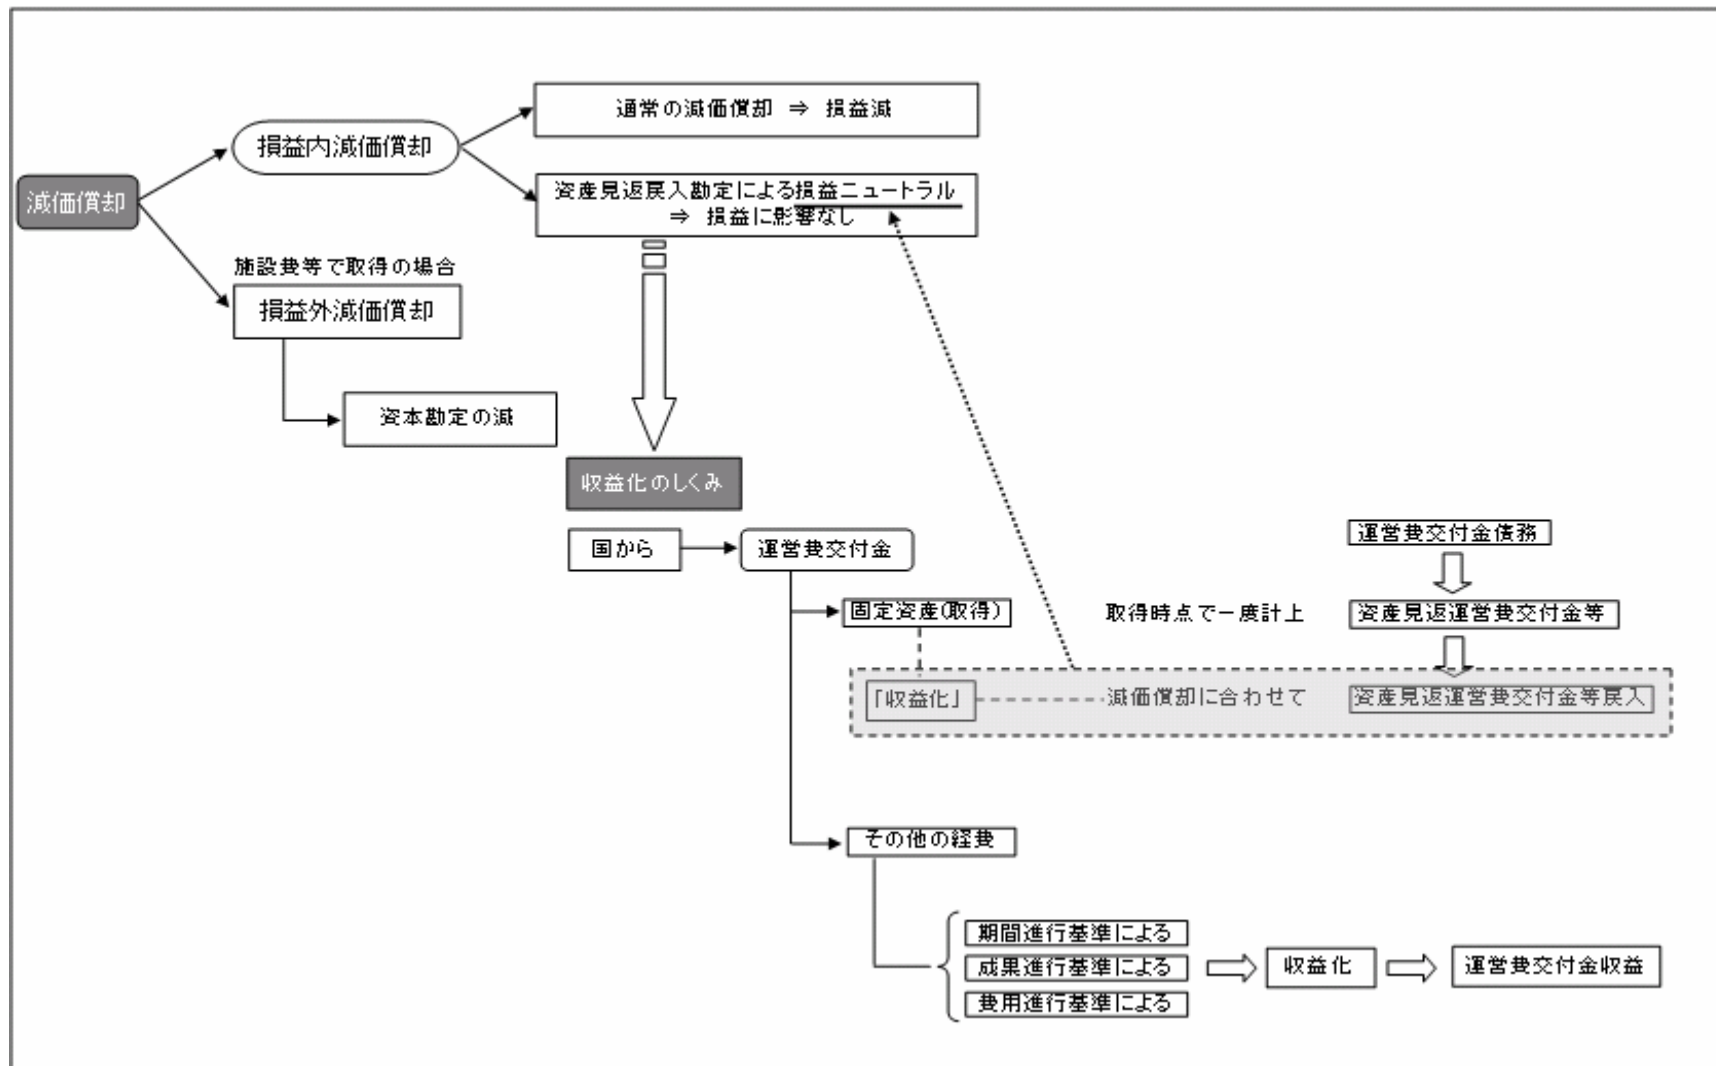 通常の減価償却 ⇒ 損益減
損益内減価償却
減価償却
資産見返戻入勘定による損益ニュートラル
⇒ 損益に影響なし
施設費等で取得の場合
損益外減価償却
資本勘定の減
収益化のしくみ
国から
運営費交付金
運営費交付金債務
固定資産(取得)
取得時点で一度計上
資産見返運営費交付金等
「収益化」
減価償却に合わせて
資産見返運営費交付金等戻入
その他の経費
期間進行基準による
成果進行基準による
費用進行基準による
収益化
運営費交付金収益